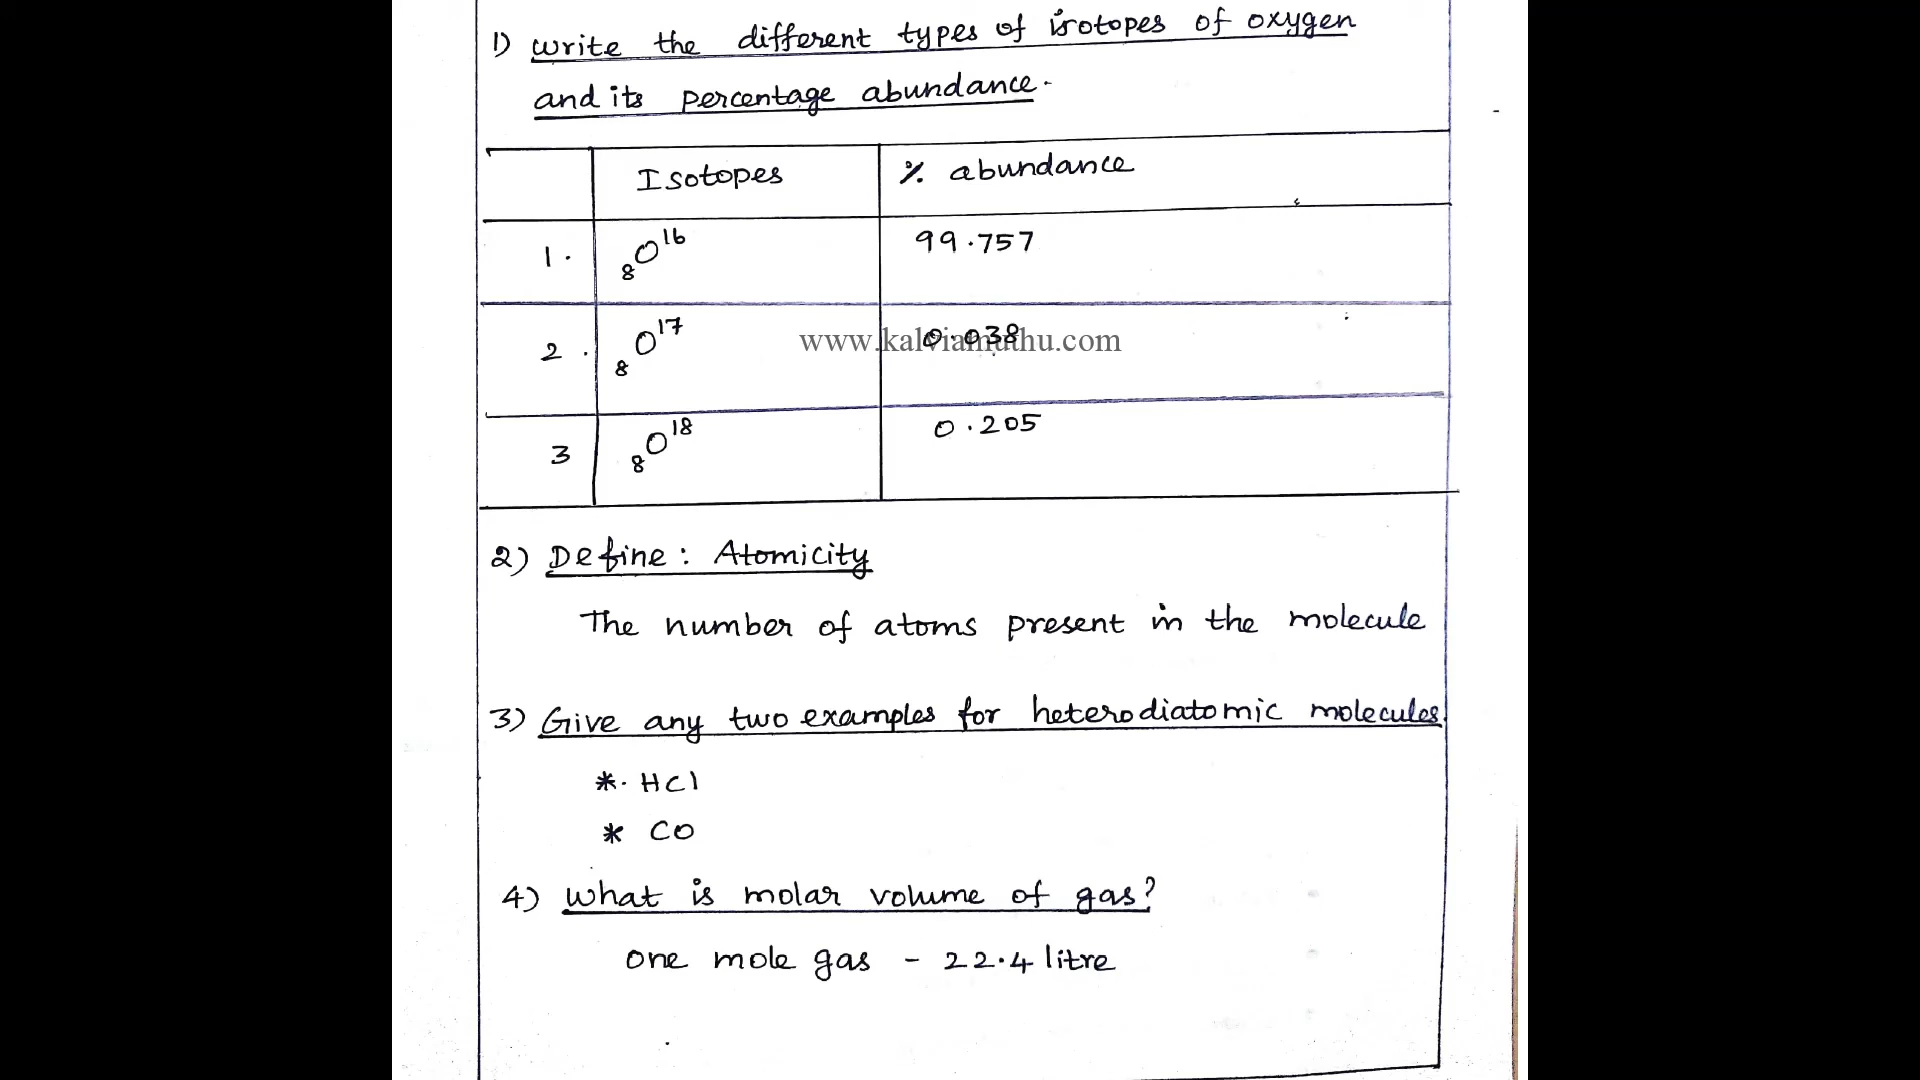 1) Write the different types of isotopes of oxygen
and its percentage abundance.
Isotopes % abundance
1. ₈O¹⁶ 99.757
2. ₈O¹⁷ 0.038
www.kalviamuthu.com
3 ₈O¹⁸ 0.205
2) Define: Atomicity
The number of atoms present in the molecule
3) Give any two examples for heterodiatomic molecules.
*. HCl
* CO
4) What is molar volume of gas?
One mole gas - 22.4 litre